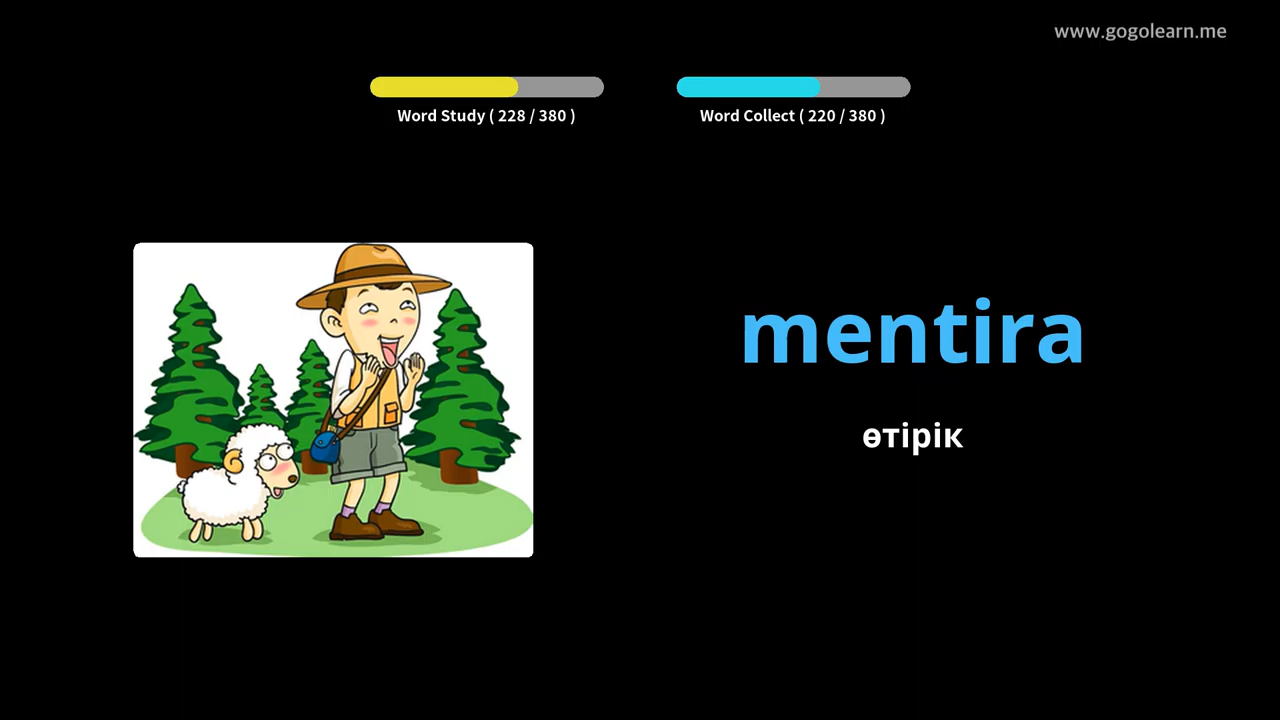 www.gogolearn.me
Word Study ( 228 / 380 )
Word Collect ( 220 / 380 )
mentira
өтірік